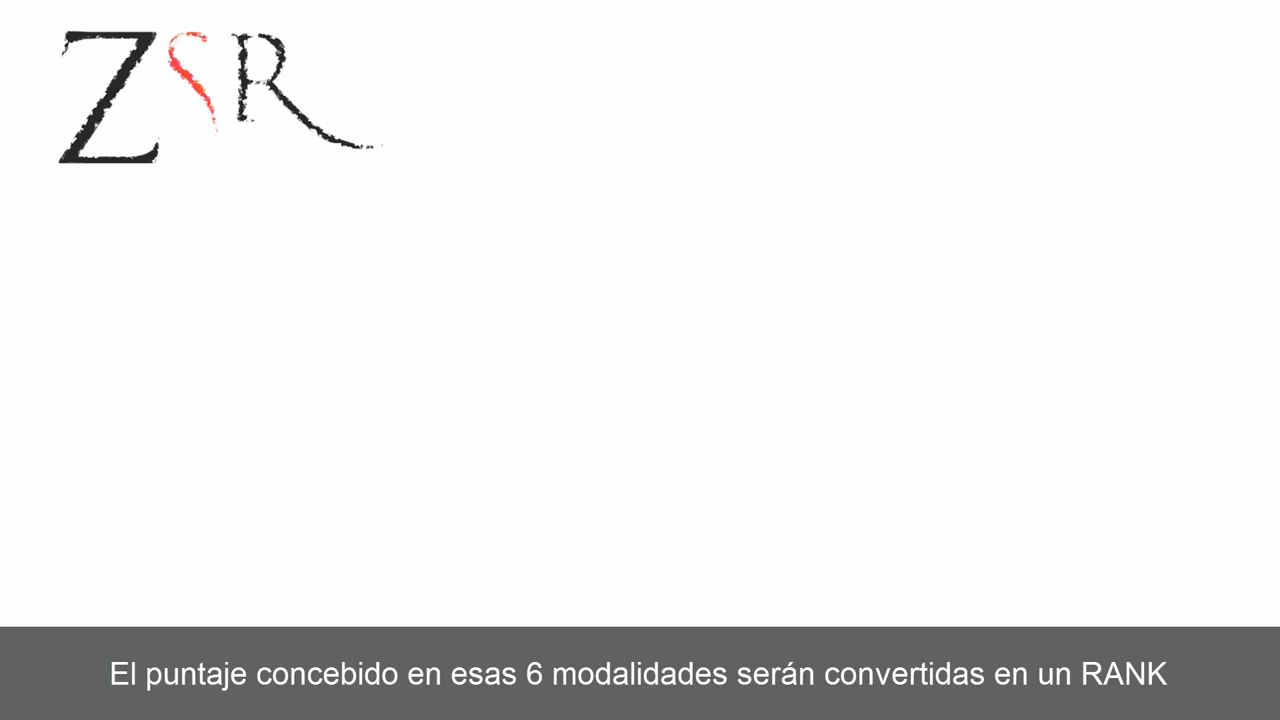 ZSR
El puntaje concebido en esas 6 modalidades serán convertidas en un RANK